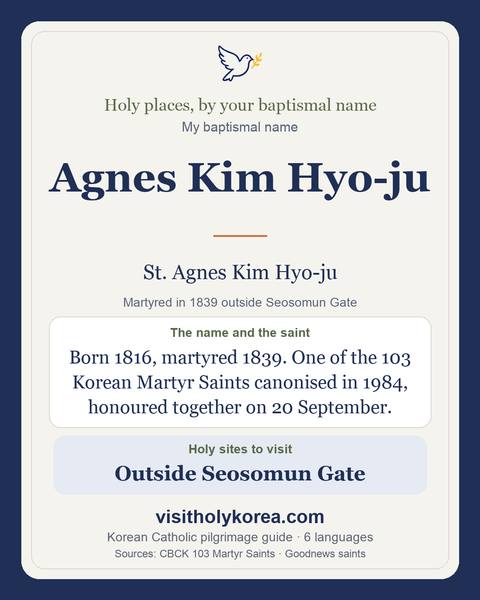 Holy places, by your baptismal name
My baptismal name
Agnes Kim Hyo-ju
St. Agnes Kim Hyo-ju
Martyred in 1839 outside Seosomun Gate
The name and the saint
Born 1816, martyred 1839. One of the 103
Korean Martyr Saints canonised in 1984,
honoured together on 20 September.
Holy sites to visit
Outside Seosomun Gate
visitholykorea.com
Korean Catholic pilgrimage guide · 6 languages
Sources: CBCK 103 Martyr Saints · Goodnews saints